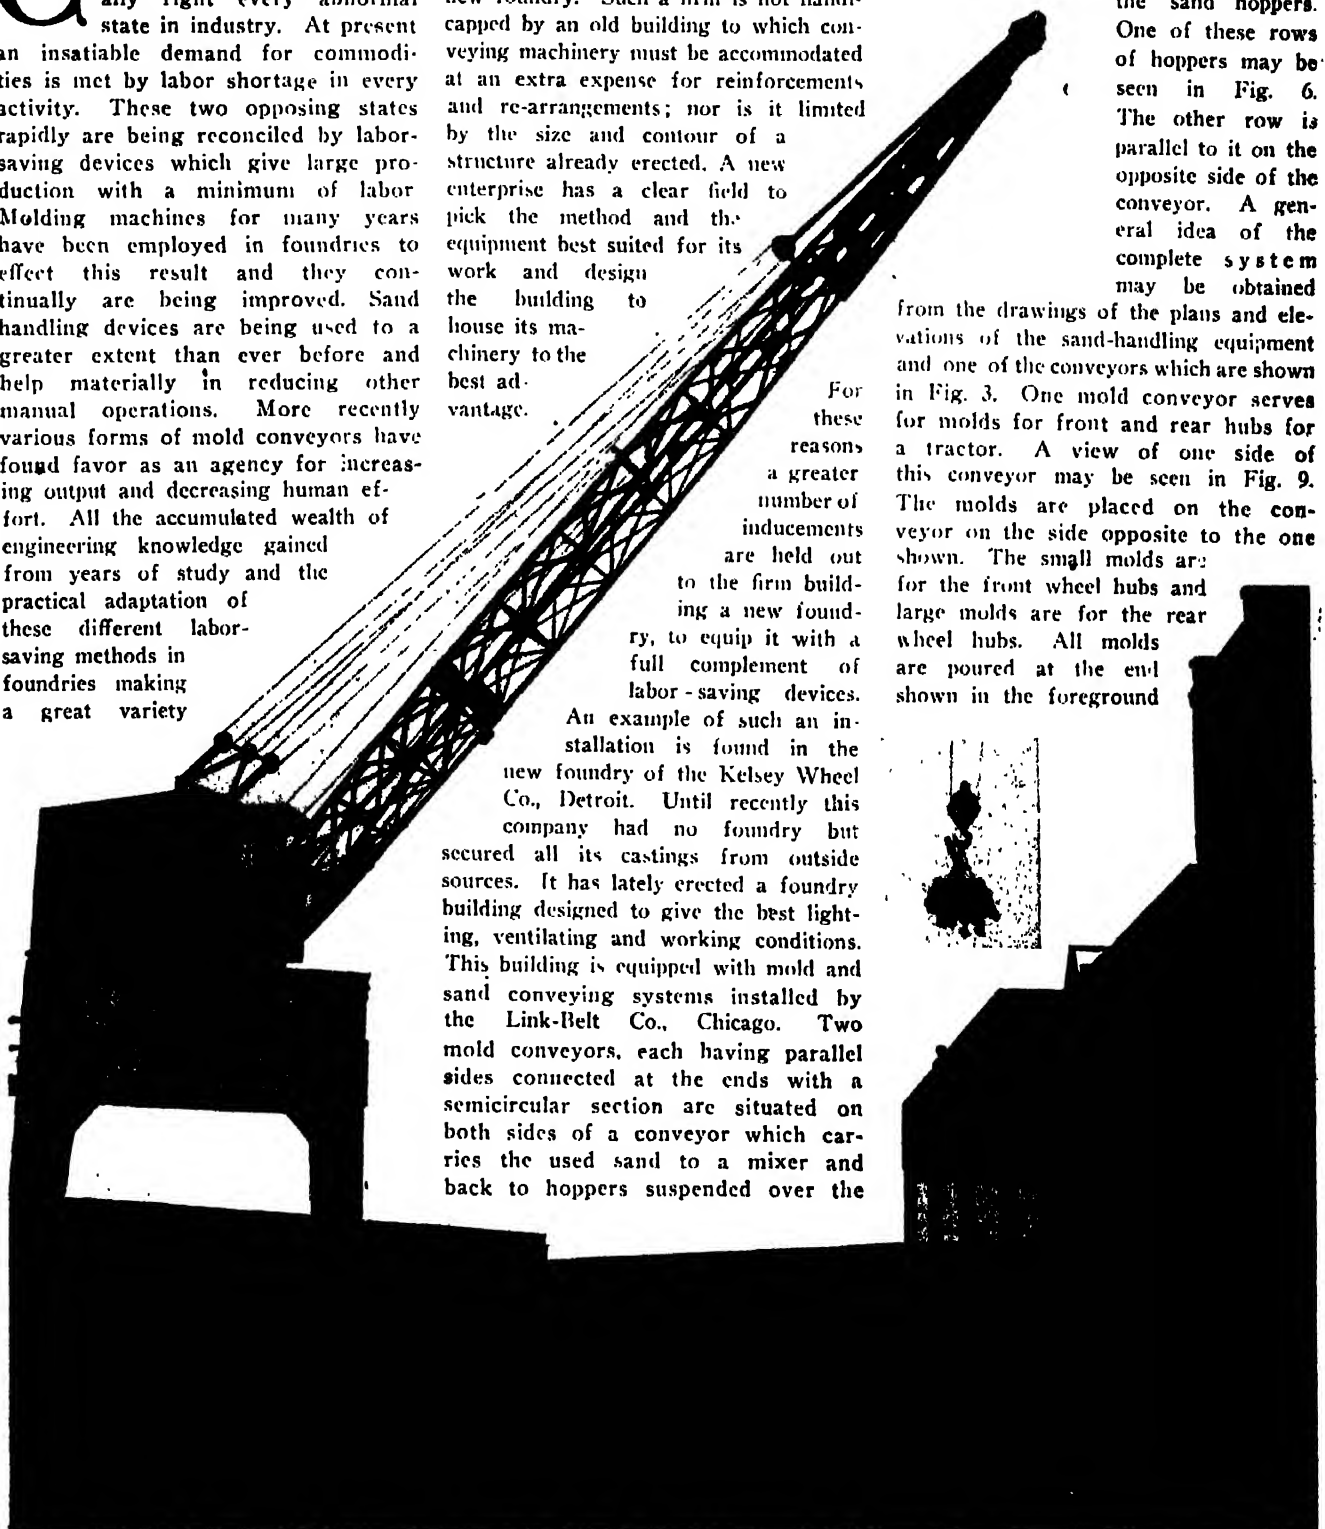 any right every abnormal
state in industry. At present
an insatiable demand for commodi-
ties is met by labor shortage in every
activity. These two opposing states
rapidly are being reconciled by labor-
saving devices which give large pro-
duction with a minimum of labor
Molding machines for many years
have been employed in foundries to
effect this result and they con-
tinually are being improved. Sand
handling devices are being used to a
greater extent than ever before and
help materially in reducing other
manual operations. More recently
various forms of mold conveyors have
found favor as an agency for increas-
ing output and decreasing human ef-
fort. All the accumulated wealth of
engineering knowledge gained
from years of study and the
practical adaptation of
these different labor-
saving methods in
foundries making
a great variety
new foundry. Such a firm is not handi-
capped by an old building to which con-
veying machinery must be accommodated
at an extra expense for reinforcements
and re-arrangements; nor is it limited
by the size and contour of a
structure already erected. A new
enterprise has a clear field to
pick the method and the
equipment best suited for its
work and design
the building to
house its ma-
chinery to the
best ad-
vantage.
For
these
reasons
a greater
number of
inducements
are held out
to the firm build-
ing a new found-
ry, to equip it with a
full complement of
labor-saving devices.
An example of such an in-
stallation is found in the
new foundry of the Kelsey Wheel
Co., Detroit. Until recently this
company had no foundry but
secured all its castings from outside
sources. It has lately erected a foundry
building designed to give the best light-
ing, ventilating and working conditions.
This building is equipped with mold and
sand conveying systems installed by
the Link-Belt Co., Chicago. Two
mold conveyors, each having parallel
sides connected at the ends with a
semicircular section are situated on
both sides of a conveyor which car-
ries the used sand to a mixer and
back to hoppers suspended over the
the sand hoppers.
One of these rows
of hoppers may be
seen in Fig. 6.
The other row is
parallel to it on the
opposite side of the
conveyor. A gen-
eral idea of the
complete system
may be obtained
from the drawings of the plans and ele-
vations of the sand-handling equipment
and one of the conveyors which are shown
in Fig. 3. One mold conveyor serves
for molds for front and rear hubs for
a tractor. A view of one side of
this conveyor may be seen in Fig. 9.
The molds are placed on the con-
veyor on the side opposite to the one
shown. The small molds are
for the front wheel hubs and
large molds are for the rear
wheel hubs. All molds
are poured at the end
shown in the foreground